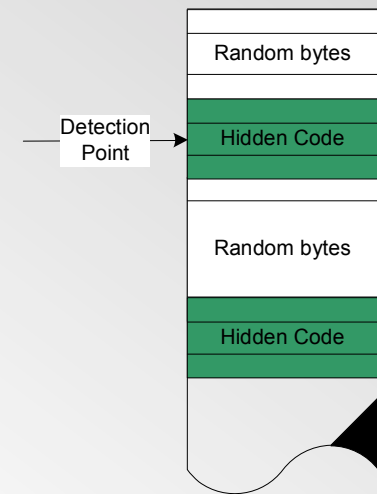 Random bytes
Detection
Point
Hidden Code
Random bytes
Hidden Code